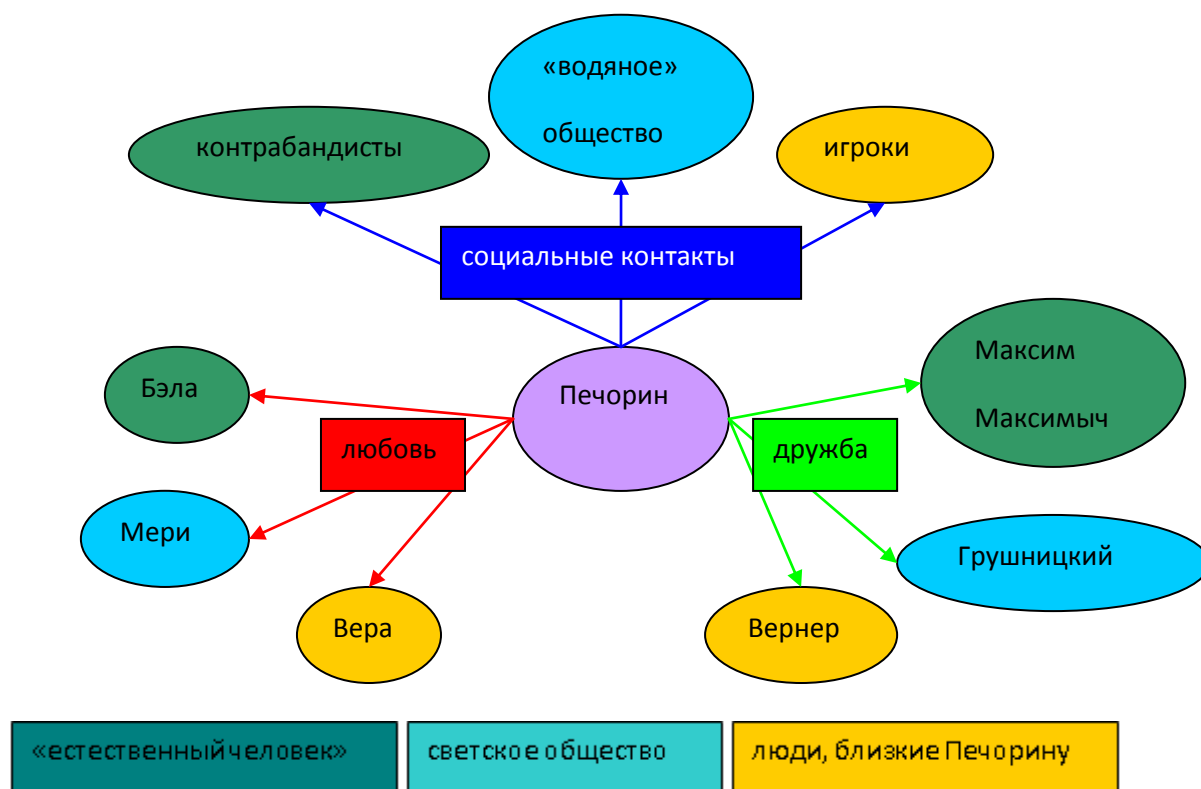 «водяное»
общество
контрабандисты
игроки
социальные контакты
Бэла
Печорин
Максим
Максимыч
любовь
дружба
Мери
Грушницкий
Вера
Вернер
«естественный человек»
светское общество
люди, близкие Печорину